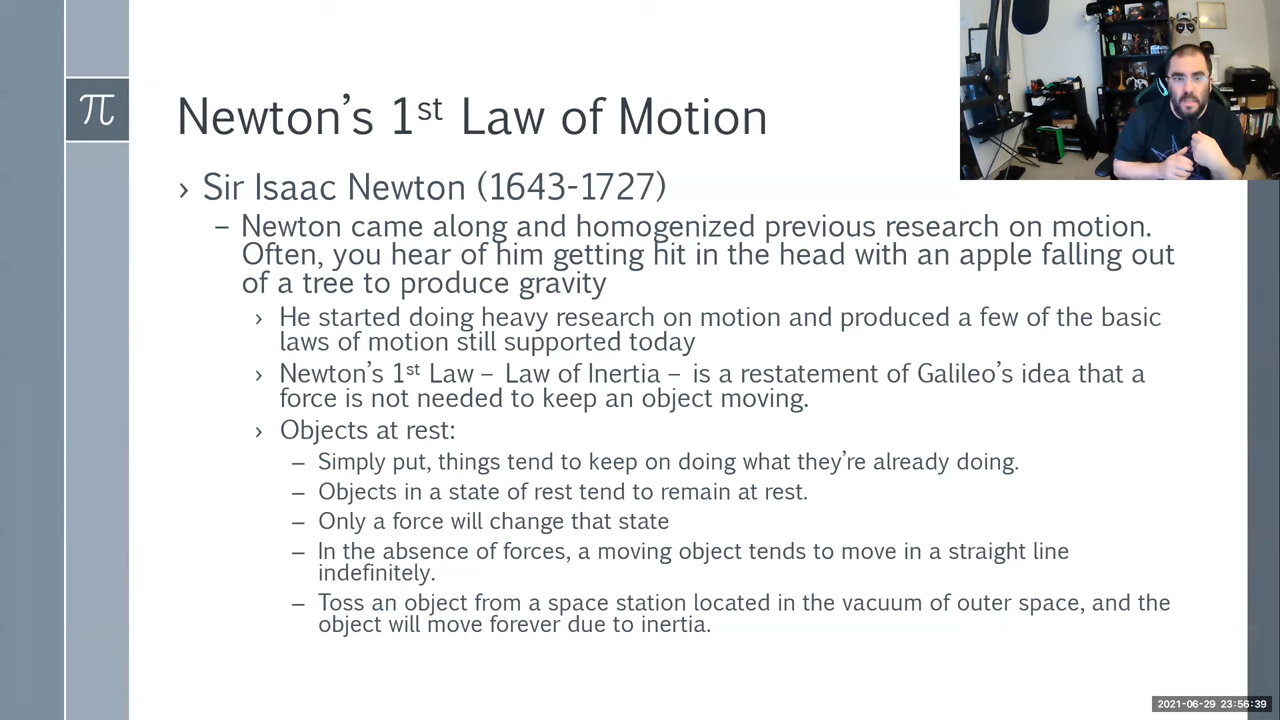 π
Newton’s 1st Law of Motion
› Sir Isaac Newton (1643-1727)
– Newton came along and homogenized previous research on motion.
Often, you hear of him getting hit in the head with an apple falling out
of a tree to produce gravity
› He started doing heavy research on motion and produced a few of the basic
laws of motion still supported today
› Newton’s 1st Law – Law of Inertia – is a restatement of Galileo’s idea that a
force is not needed to keep an object moving.
› Objects at rest:
– Simply put, things tend to keep on doing what they’re already doing.
– Objects in a state of rest tend to remain at rest.
– Only a force will change that state
– In the absence of forces, a moving object tends to move in a straight line
indefinitely.
– Toss an object from a space station located in the vacuum of outer space, and the
object will move forever due to inertia.
2021-06-29 23:56:39